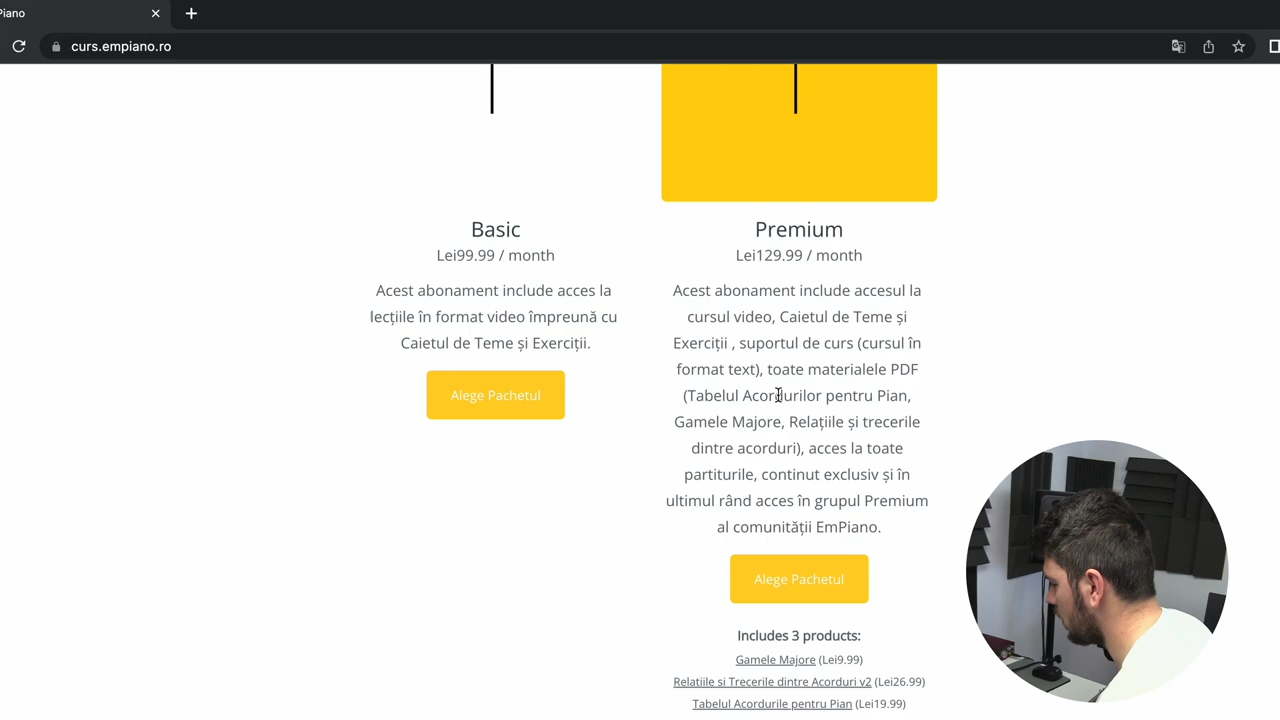 Piano
curs.empiano.ro
Basic
Lei99.99 / month
Acest abonament include acces la
lecțiile în format video împreună cu
Caietul de Teme și Exerciții.
Alege Pachetul
Premium
Lei129.99 / month
Acest abonament include accesul la
cursul video, Caietul de Teme și
Exerciții , suportul de curs (cursul în
format text), toate materialele PDF
(Tabelul Acordurilor pentru Pian,
Gamele Majore, Relațiile și trecerile
dintre acorduri), acces la toate
partiturile, continut exclusiv și în
ultimul rând acces în grupul Premium
al comunității EmPiano.
Alege Pachetul
Includes 3 products:
Gamele Majore (Lei9.99)
Relatiile si Trecerile dintre Acorduri v2 (Lei26.99)
Tabelul Acordurile pentru Pian (Lei19.99)